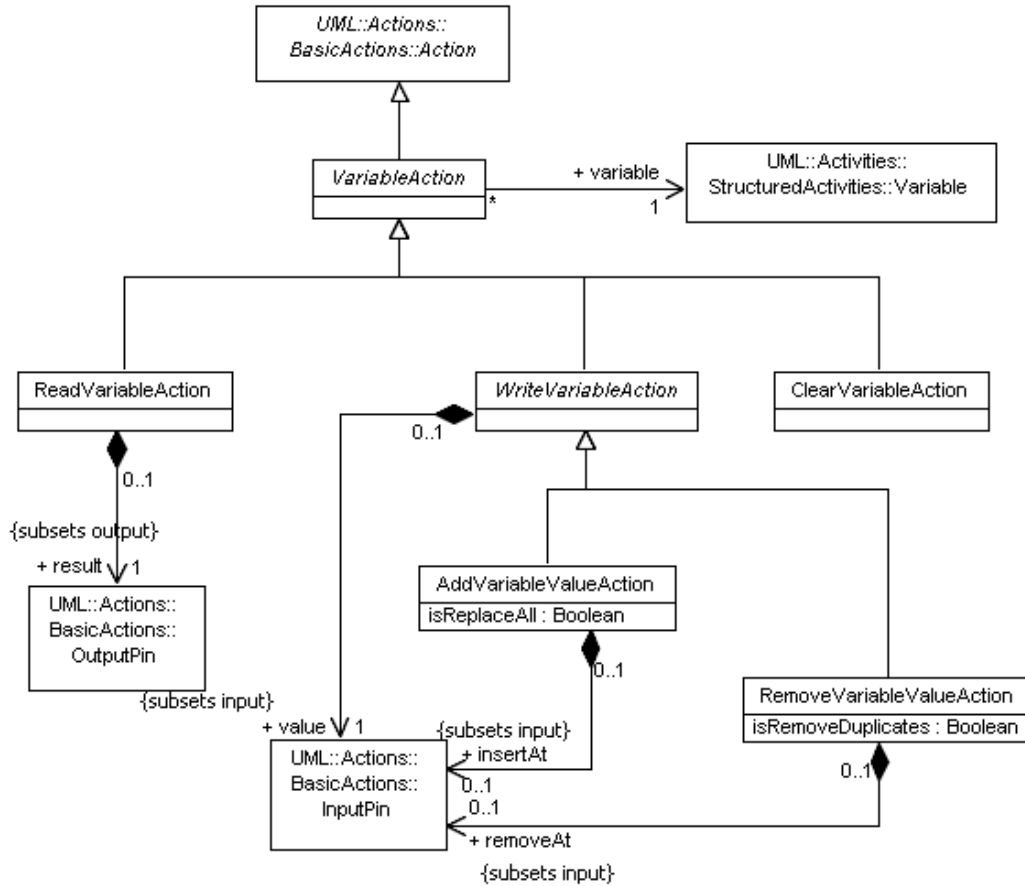 UML::Actions::
BasicActions::Action
VariableAction
*
+ variable
1
UML::Activities::
StructuredActivities::Variable
ReadVariableAction
0..1
{subsets output}
+ result
1
UML::Actions::
BasicActions::
OutputPin
WriteVariableAction
0..1
ClearVariableAction
{subsets input}
+ value
1
UML::Actions::
BasicActions::
InputPin
AddVariableValueAction
isReplaceAll : Boolean
0..1
{subsets input}
+ insertAt
0..1
RemoveVariableValueAction
isRemoveDuplicates : Boolean
0..1
0..1
+ removeAt
{subsets input}